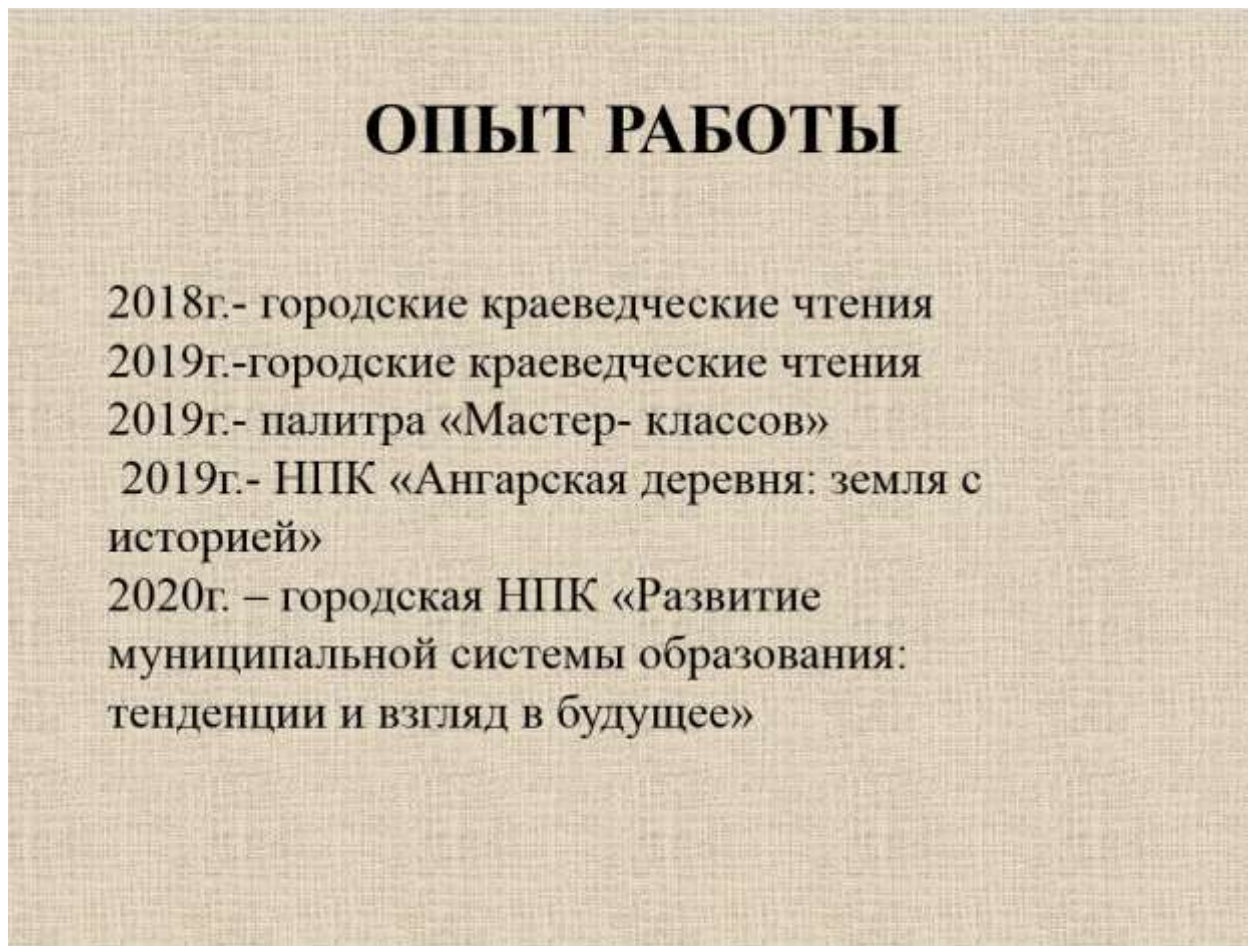 ОПЫТ РАБОТЫ
2018г.- городские краеведческие чтения
2019г.-городские краеведческие чтения
2019г.- палитра «Мастер- классов»
2019г.- НПК «Ангарская деревня: земля с
историей»
2020г. – городская НПК «Развитие
муниципальной системы образования:
тенденции и взгляд в будущее»